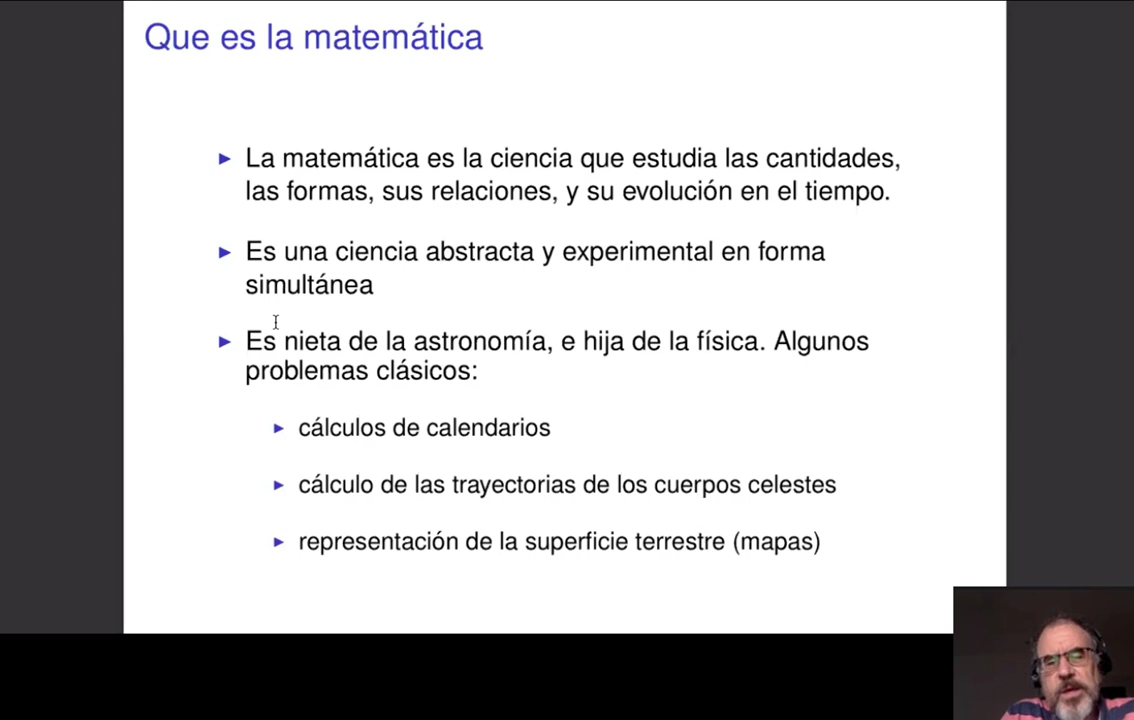 Que es la matemática
La matemática es la ciencia que estudia las cantidades,
las formas, sus relaciones, y su evolución en el tiempo.
Es una ciencia abstracta y experimental en forma
simultánea
Es nieta de la astronomía, e hija de la física. Algunos
problemas clásicos:
cálculos de calendarios
cálculo de las trayectorias de los cuerpos celestes
representación de la superficie terrestre (mapas)